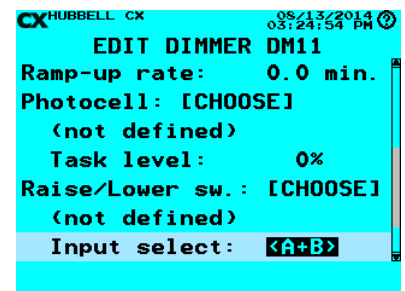 CX HUBBELL CX 08/13/2014
03:24:54 PM ?
EDIT DIMMER DM11
Ramp-up rate: 0.0 min.
Photocell: [CHOOSE]
(not defined)
Task level: 0%
Raise/Lower sw.: [CHOOSE]
(not defined)
Input select: <A+B>